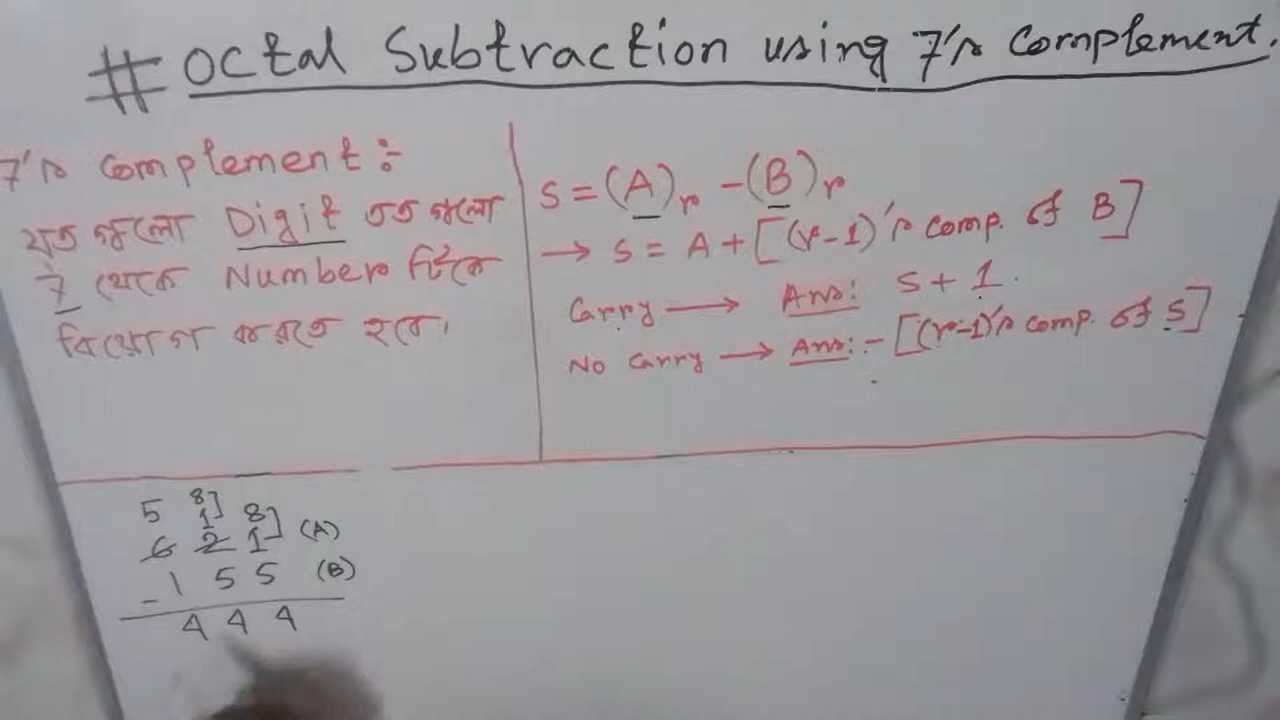 # Octal Subtraction using 7's Complement.
7's Complement :-
যত গুলো Digit তত গুলো
7 থেকে Number টিকে
বিয়োগ করতে হবে।
S = (A)r - (B)r
→ S = A + [(r-1)'s comp. of B]
Carry → Ans: S + 1.
No Carry → Ans: - [(r-1)'s comp. of S]
5 8] 8]
1
6 2 1 (A)
- 1 5 5 (B)
4 4 4